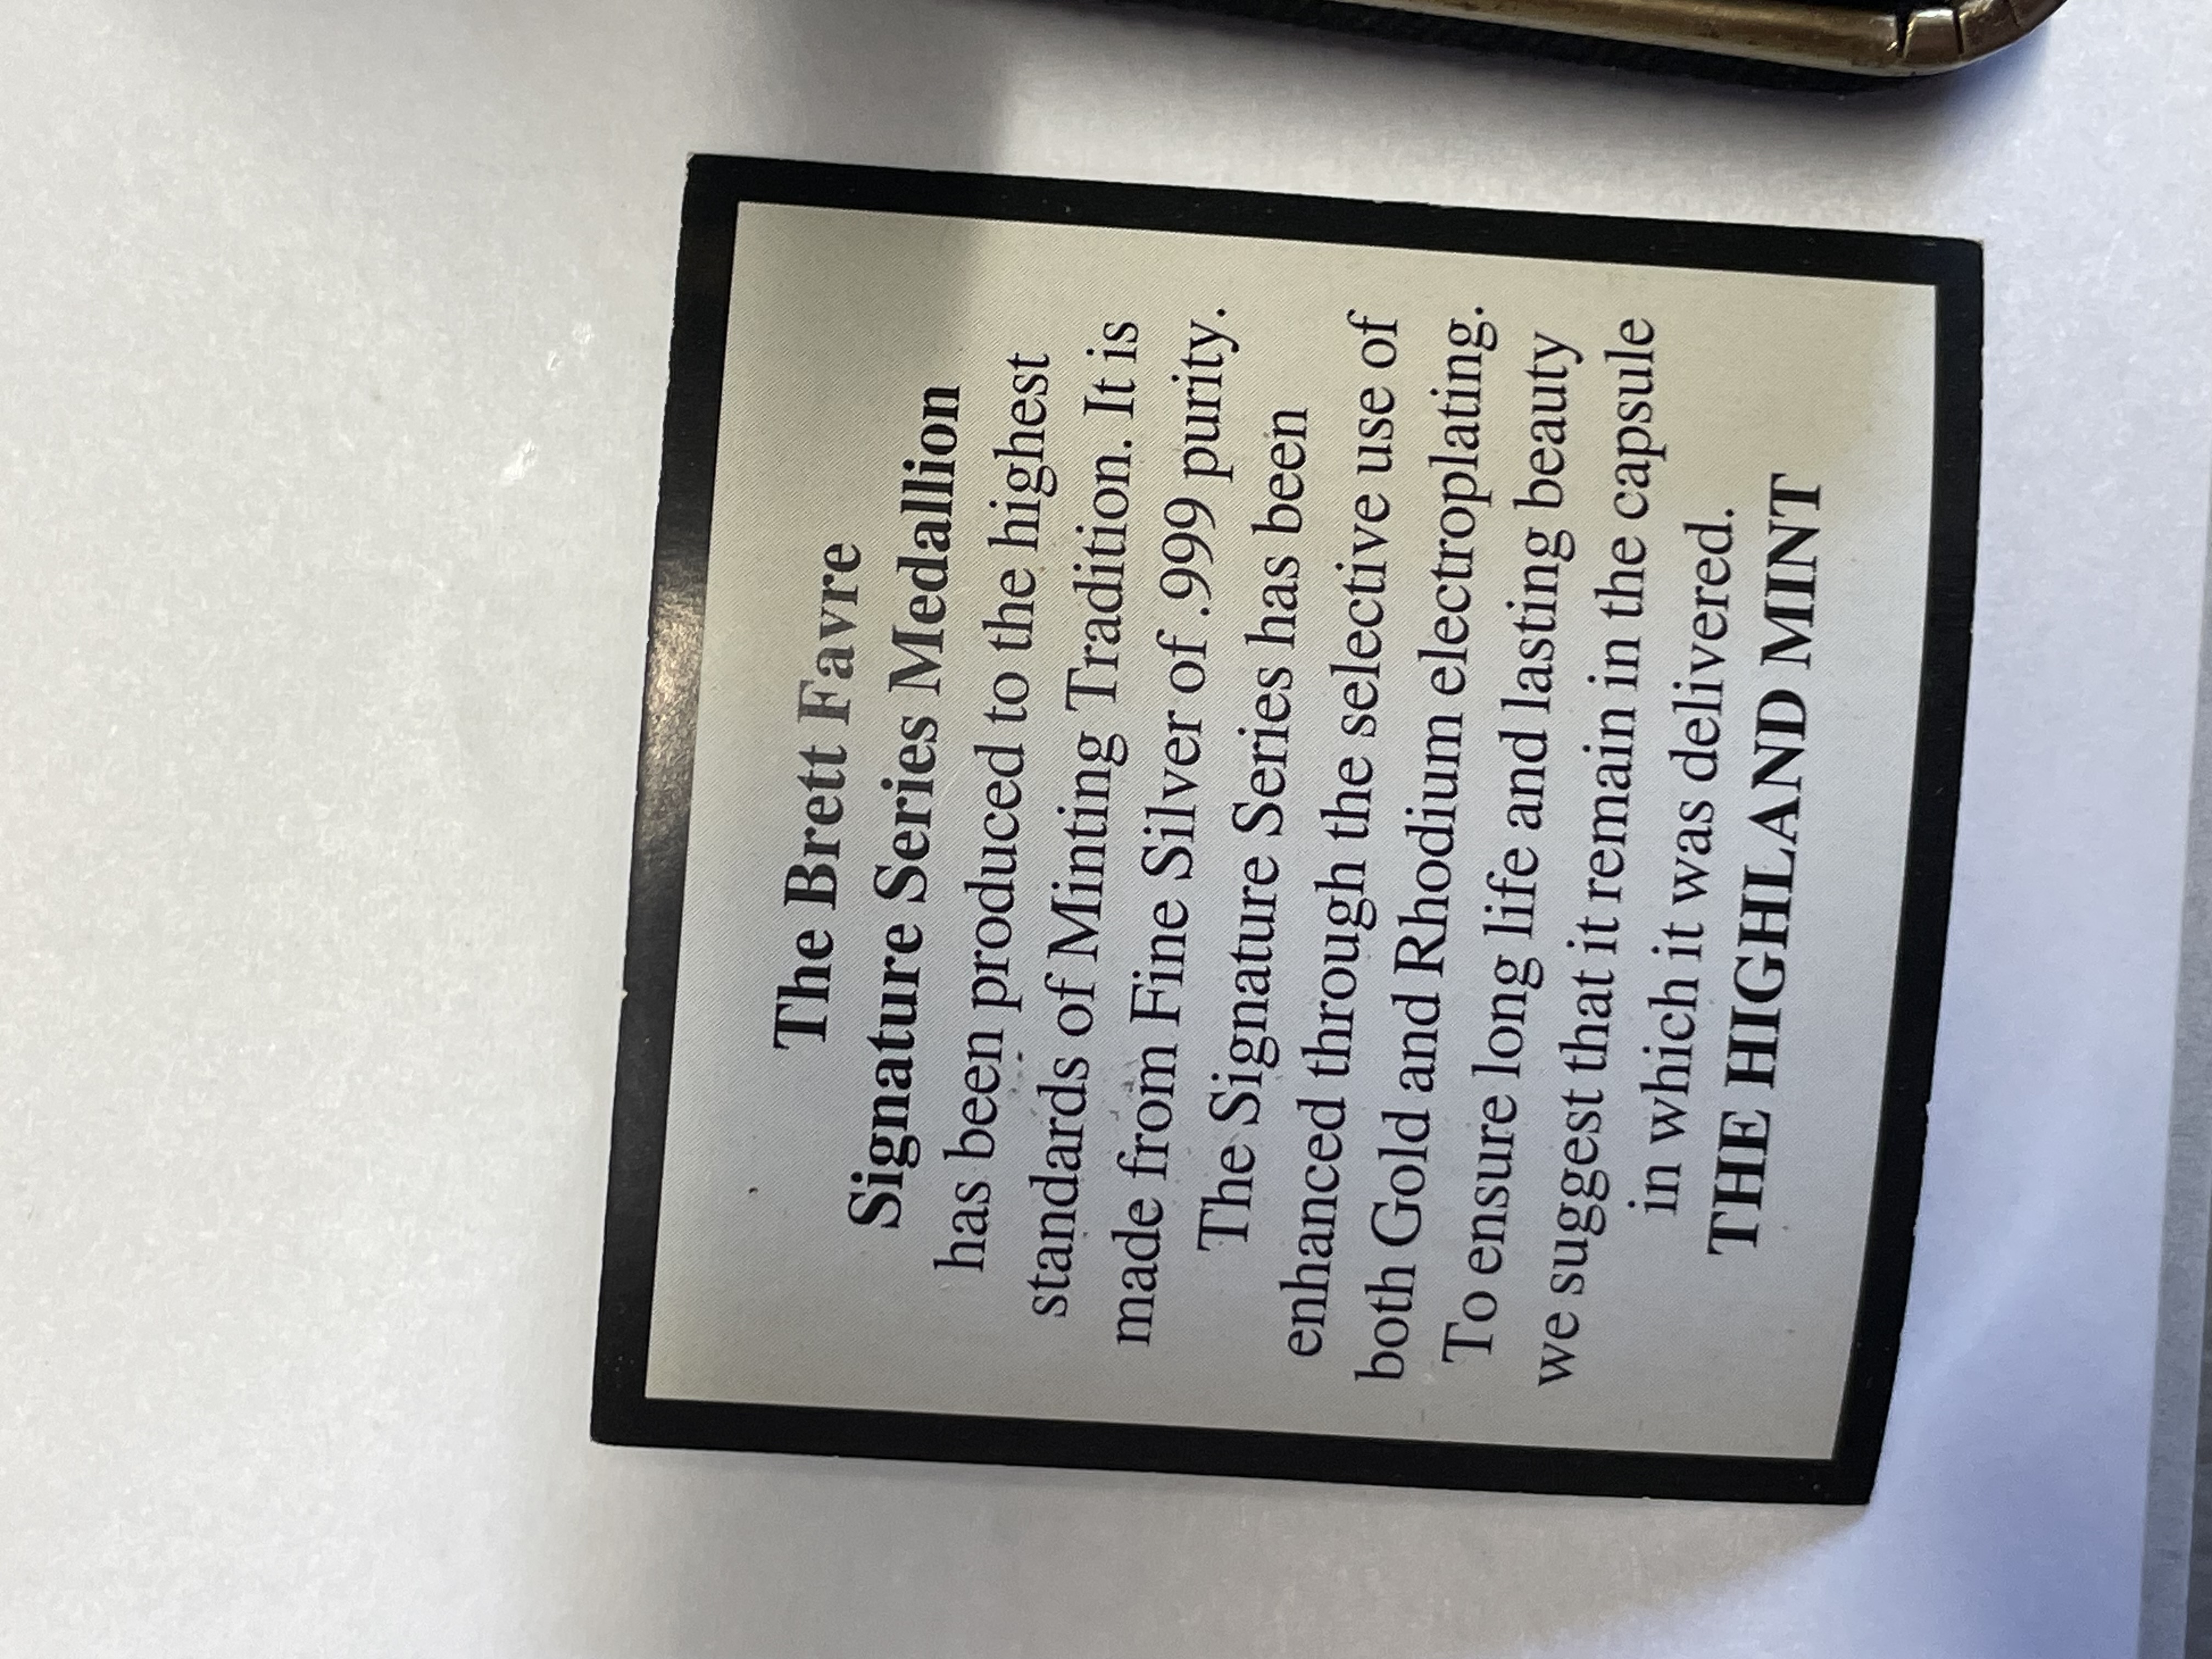 The Brett Favre
Signature Series Medallion
has been produced to the highest
standards of Minting Tradition. It is
made from Fine Silver of .999 purity.
The Signature Series has been
enhanced through the selective use of
both Gold and Rhodium electroplating.
To ensure long life and lasting beauty
we suggest that it remain in the capsule
in which it was delivered.
THE HIGHLAND MINT